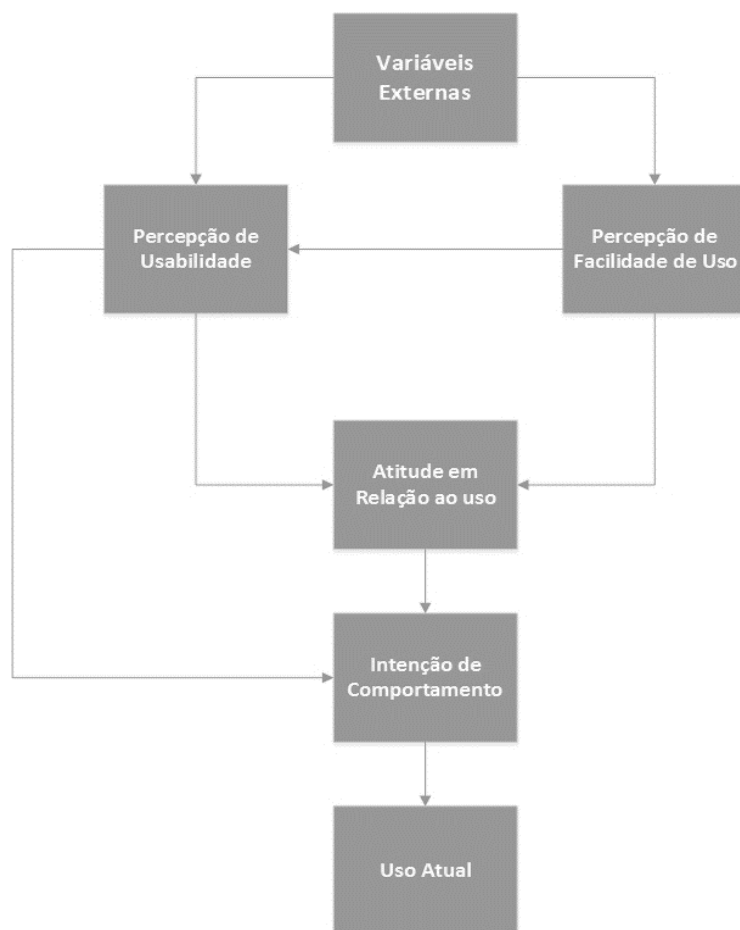 Variáveis
Externas
Percepção de
Usabilidade
Percepção de
Facilidade de Uso
Atitude em
Relação ao uso
Intenção de
Comportamento
Uso Atual